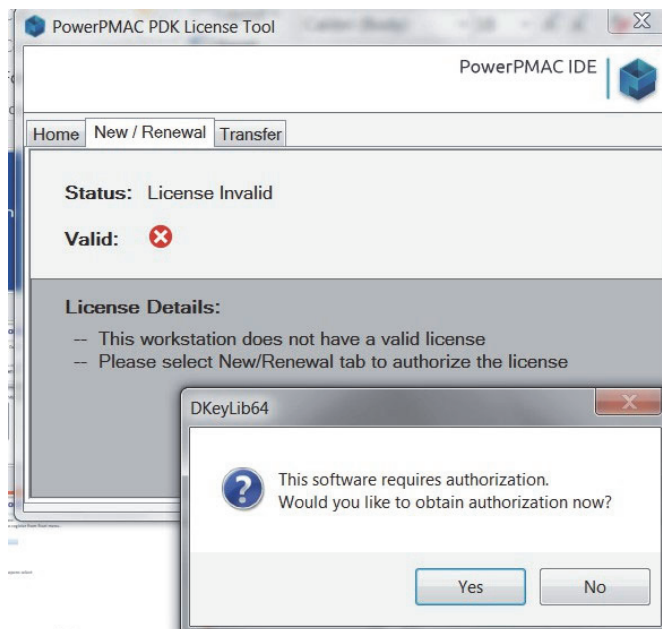 PowerPMAC PDK License Tool
PowerPMAC IDE
Home New / Renewal Transfer
Status: License Invalid
Valid:
License Details:
-- This workstation does not have a valid license
-- Please select New/Renewal tab to authorize the license
DKeyLib64
This software requires authorization.
Would you like to obtain authorization now?
Yes No